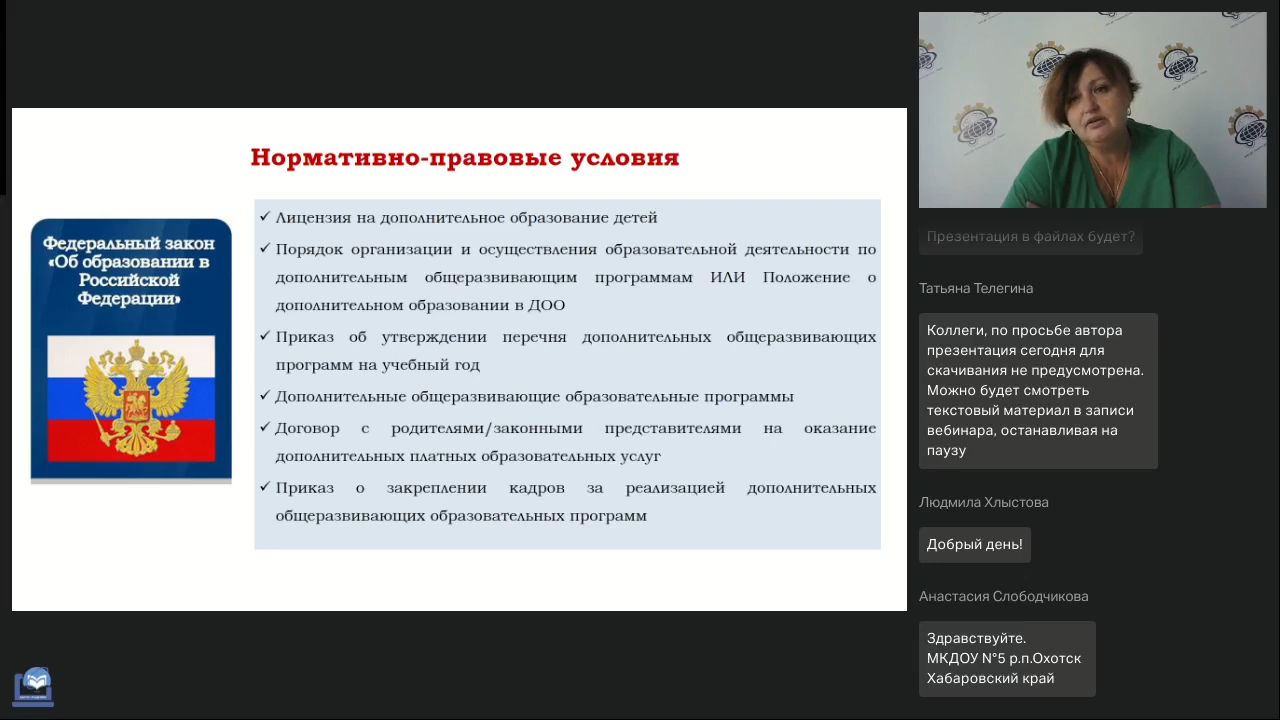 Нормативно-правовые условия
Федеральный закон
«Об образовании в
Российской
Федерации»
✓ Лицензия на дополнительное образование детей
✓ Порядок организации и осуществления образовательной деятельности по
дополнительным общеразвивающим программам ИЛИ Положение о
дополнительном образовании в ДОО
✓ Приказ об утверждении перечня дополнительных общеразвивающих
программ на учебный год
✓ Дополнительные общеразвивающие образовательные программы
✓ Договор с родителями/законными представителями на оказание
дополнительных платных образовательных услуг
✓ Приказ о закреплении кадров за реализацией дополнительных
общеразвивающих образовательных программ
Презентация в файлах будет?
Татьяна Телегина
Коллеги, по просьбе автора
презентация сегодня для
скачивания не предусмотрена.
Можно будет смотреть
текстовый материал в записи
вебинара, останавливая на
паузу
Людмила Хлыстова
Добрый день!
Анастасия Слободчикова
Здравствуйте.
МКДОУ N°5 р.п.Охотск
Хабаровский край